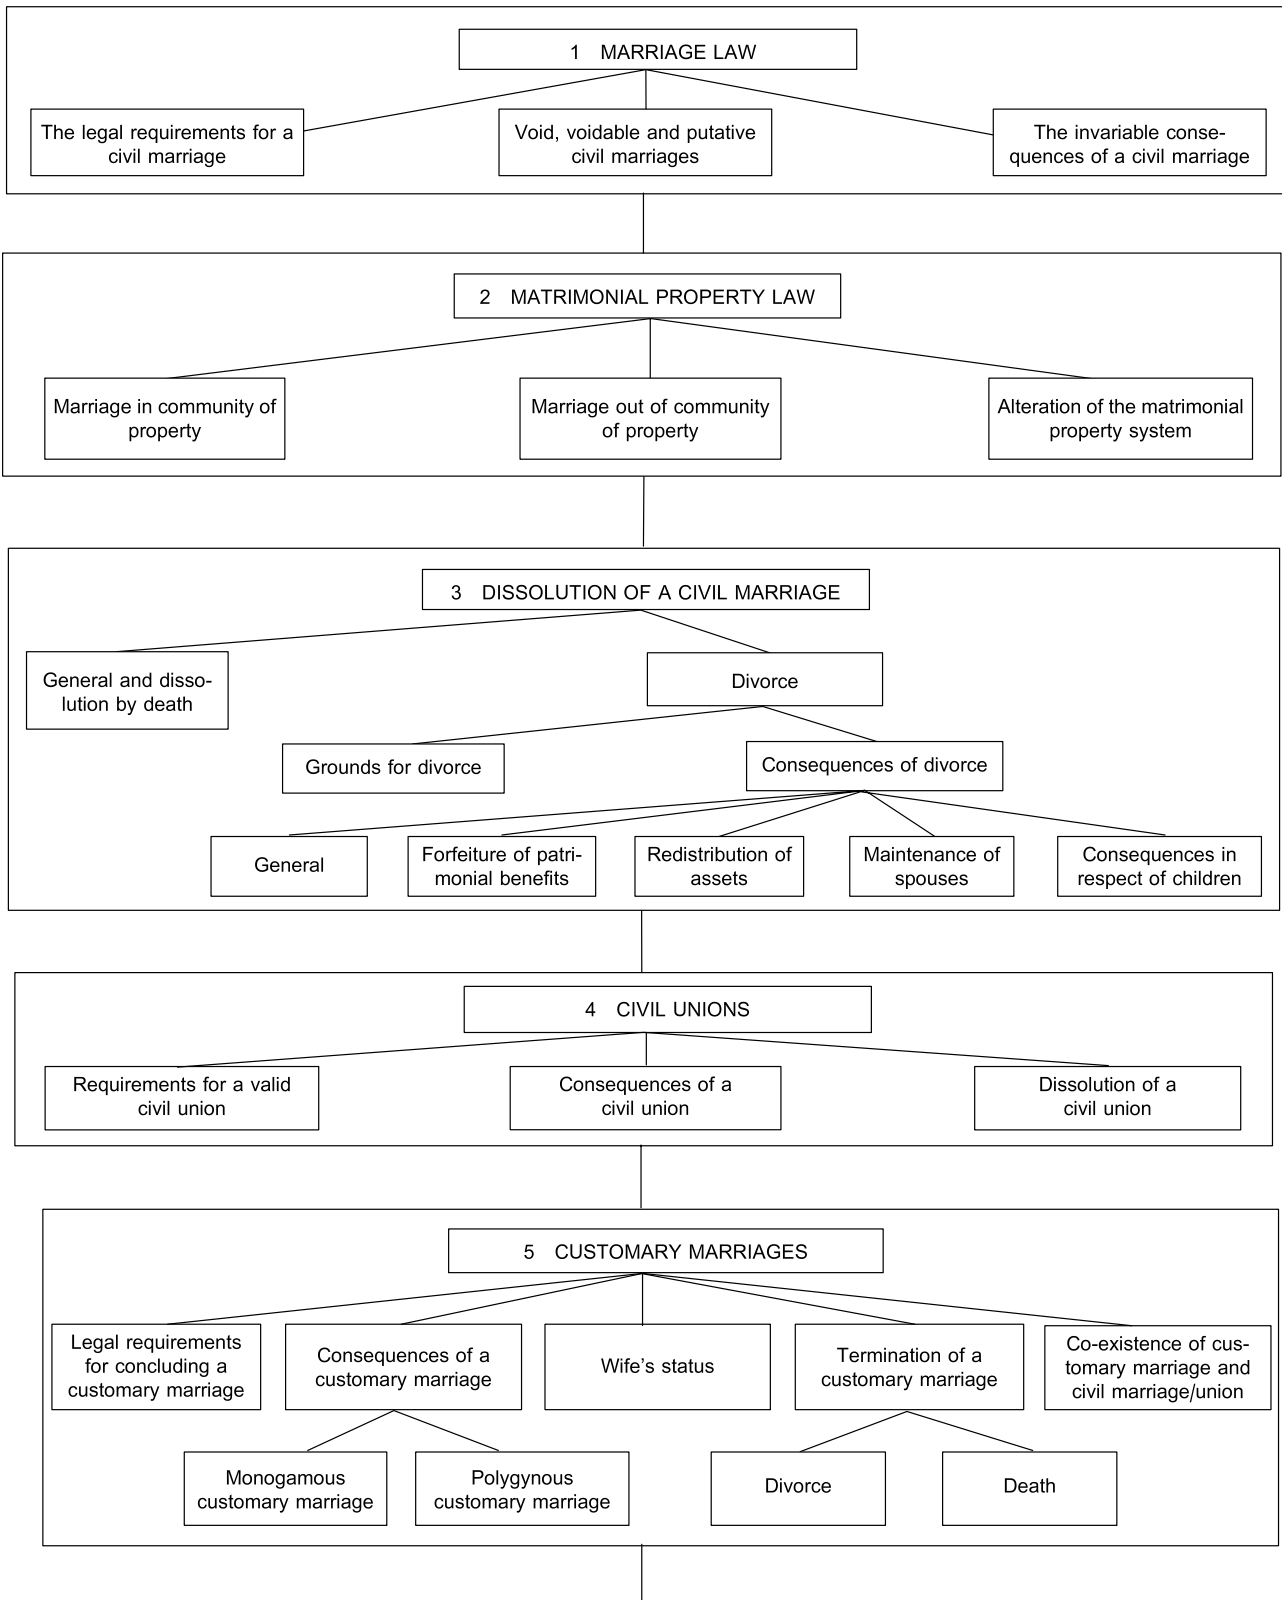 1 MARRIAGE LAW
The legal requirements for a
civil marriage
Void, voidable and putative
civil marriages
The invariable conse-
quences of a civil marriage
2 MATRIMONIAL PROPERTY LAW
Marriage in community of
property
Marriage out of community
of property
Alteration of the matrimonial
property system
3 DISSOLUTION OF A CIVIL MARRIAGE
General and disso-
lution by death
Divorce
Grounds for divorce
Consequences of divorce
General
Forfeiture of patri-
monial benefits
Redistribution of
assets
Maintenance of
spouses
Consequences in
respect of children
4 CIVIL UNIONS
Requirements for a valid
civil union
Consequences of a
civil union
Dissolution of a
civil union
5 CUSTOMARY MARRIAGES
Legal requirements
for concluding a
customary marriage
Consequences of a
customary marriage
Wife’s status
Termination of a
customary marriage
Co-existence of cus-
tomary marriage and
civil marriage/union
Monogamous
customary marriage
Polygynous
customary marriage
Divorce
Death